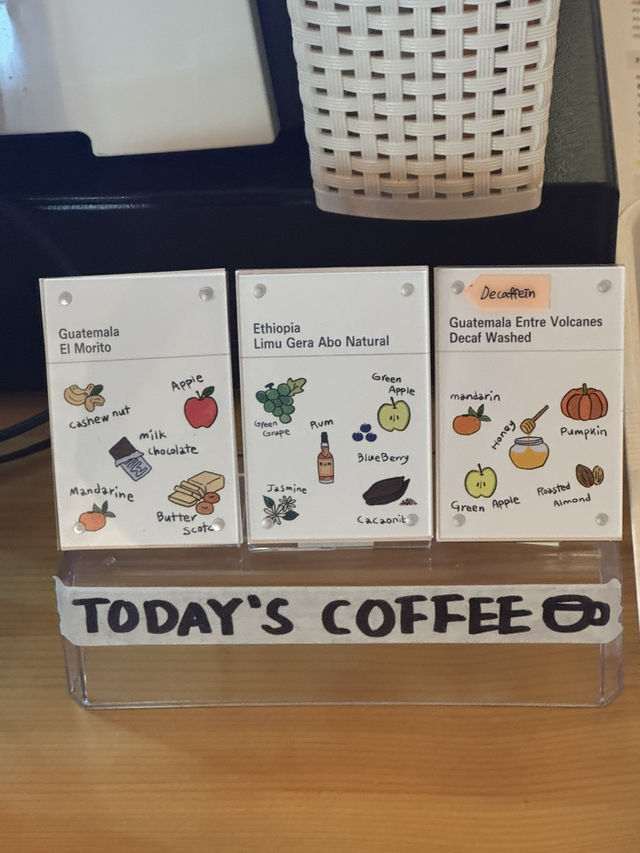 Guatemala
El Morito
cashew nut
Apple
milk
chocolate
Mandarine
Butter
Scotc
Ethiopia
Limu Gera Abo Natural
Green
Grape
Rum
Rum
Green
Apple
BlueBerry
Jasmine
Cacaonit
Decaffein
Guatemala Entre Volcanes
Decaf Washed
mandarin
Honey
Pumpkin
Green Apple
Roasted
Almond
TODAY'S COFFEE